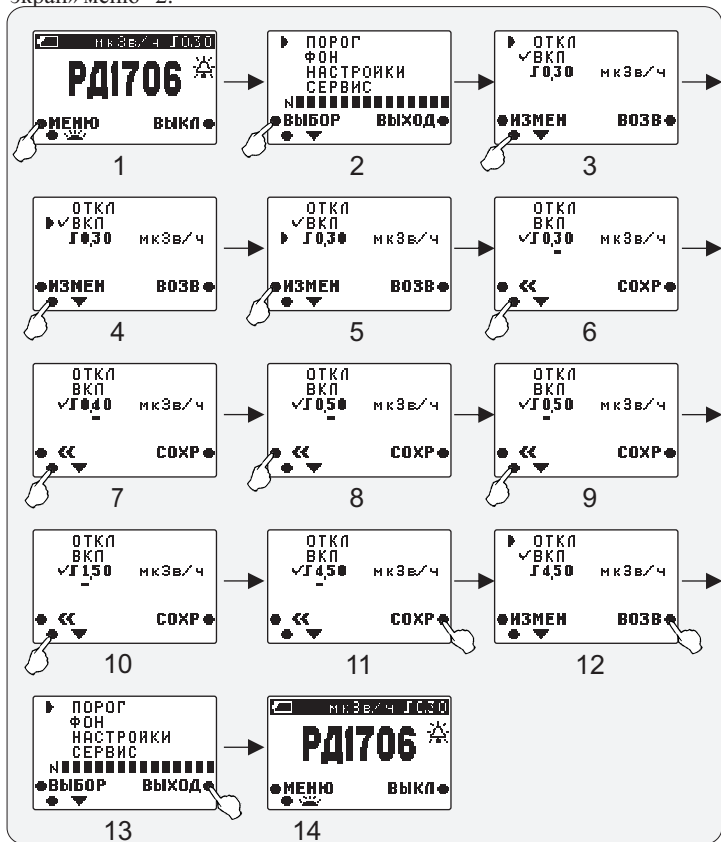 экран/меню 2.
мкЗв/ч 0.30
РД1706
МЕНЮ ВЫКЛ
1
ПОРОГ
ФОН
НАСТРОЙКИ
СЕРВИС
N
ВЫБОР ВЫХОД
2
ОТКЛ
ВКЛ
0,30 мкЗв/ч
ИЗМЕН ВОЗВ
3
ОТКЛ
ВКЛ
0,30 мкЗв/ч
ИЗМЕН ВОЗВ
4
ОТКЛ
ВКЛ
0,30 мкЗв/ч
ИЗМЕН ВОЗВ
5
ОТКЛ
ВКЛ
0,30 мкЗв/ч
<< СОХР
6
ОТКЛ
ВКЛ
0,40 мкЗв/ч
<< СОХР
7
ОТКЛ
ВКЛ
0,50 мкЗв/ч
<< СОХР
8
ОТКЛ
ВКЛ
0,50 мкЗв/ч
<< СОХР
9
ОТКЛ
ВКЛ
1,50 мкЗв/ч
<< СОХР
10
ОТКЛ
ВКЛ
4,50 мкЗв/ч
<< СОХР
11
ОТКЛ
ВКЛ
4,50 мкЗв/ч
ИЗМЕН ВОЗВ
12
ПОРОГ
ФОН
НАСТРОЙКИ
СЕРВИС
N
ВЫБОР ВЫХОД
13
мкЗв/ч 0.30
РД1706
МЕНЮ ВЫКЛ
14